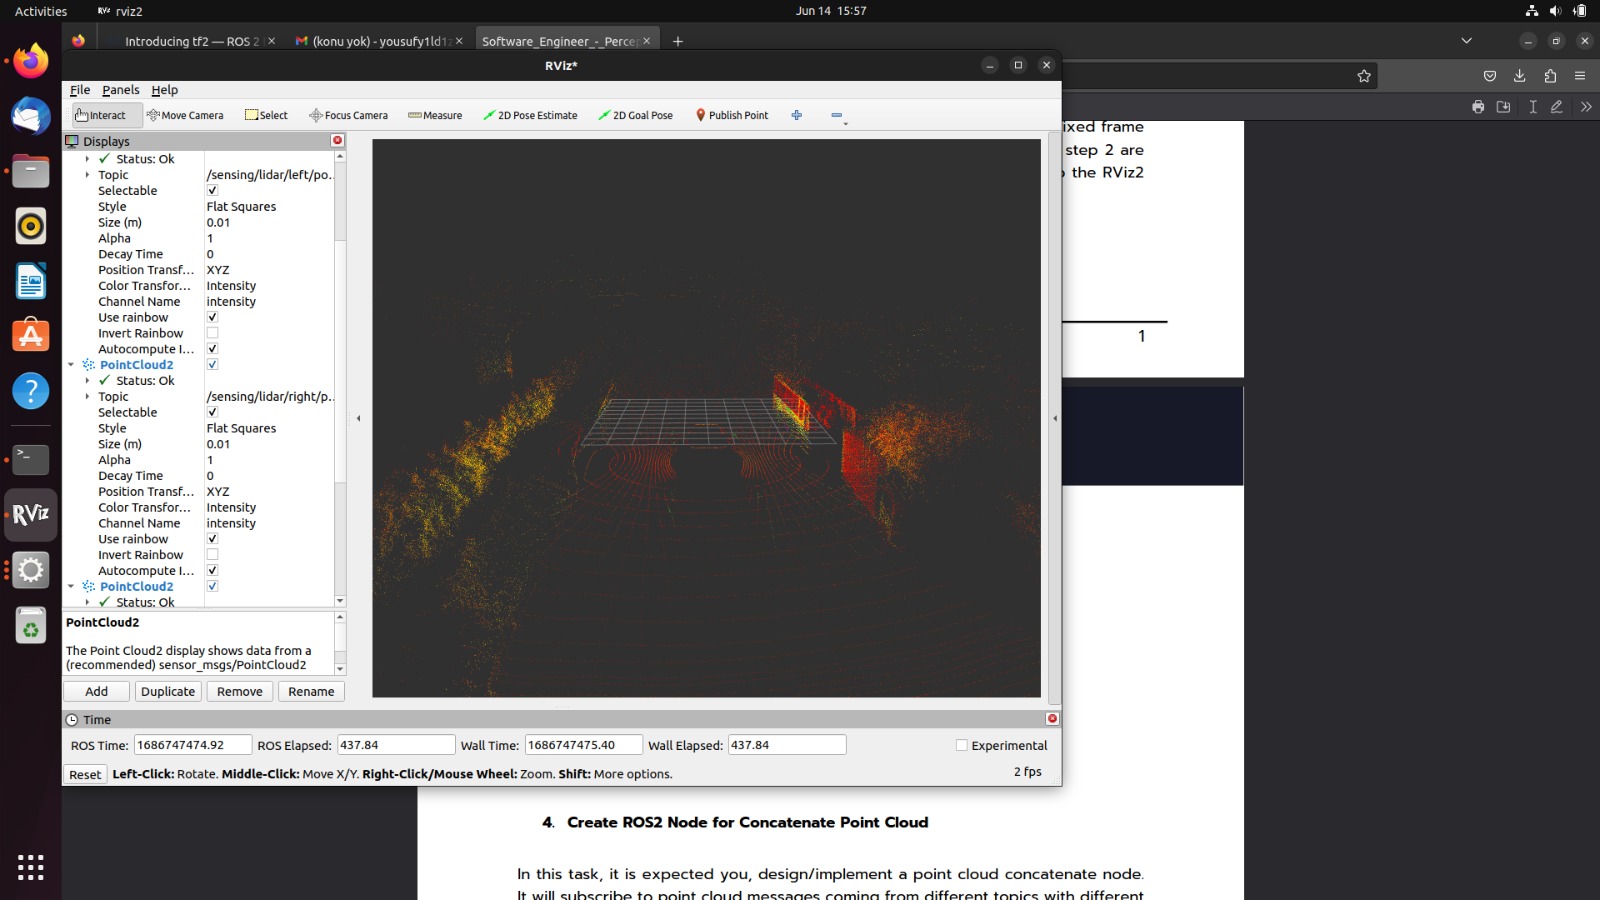 Activities
rviz2
Jun 14 15:57
Introducing tf2 — ROS 2
(konu yok) - yousufy1ld1z
Software_Engineer_-_Perce
RViz*
File Panels Help
Interact Move Camera Select Focus Camera Measure 2D Pose Estimate 2D Goal Pose Publish Point
Displays
Status: Ok
Topic /sensing/lidar/left/po...
Selectable
Style Flat Squares
Size (m) 0.01
Alpha 1
Decay Time 0
Position Transf... XYZ
Color Transfor... Intensity
Channel Name intensity
Use rainbow
Invert Rainbow
Autocompute I...
PointCloud2
Status: Ok
Topic /sensing/lidar/right/p...
Selectable
Style Flat Squares
Size (m) 0.01
Alpha 1
Decay Time 0
Position Transf... XYZ
Color Transfor... Intensity
Channel Name intensity
Use rainbow
Invert Rainbow
Autocompute I...
PointCloud2
Status: Ok
PointCloud2
The Point Cloud2 display shows data from a
(recommended) sensor_msgs/PointCloud2
Add Duplicate Remove Rename
Time
ROS Time: 1686747474.92 ROS Elapsed: 437.84 Wall Time: 1686747475.40 Wall Elapsed: 437.84 Experimental
Reset Left-Click: Rotate. Middle-Click: Move X/Y. Right-Click/Mouse Wheel: Zoom. Shift: More options. 2 fps
RViz
ixed frame
step 2 are
the RViz2
1
4. Create ROS2 Node for Concatenate Point Cloud
In this task, it is expected you, design/implement a point cloud concatenate node.
It will subscribe to point cloud messages coming from different topics with different